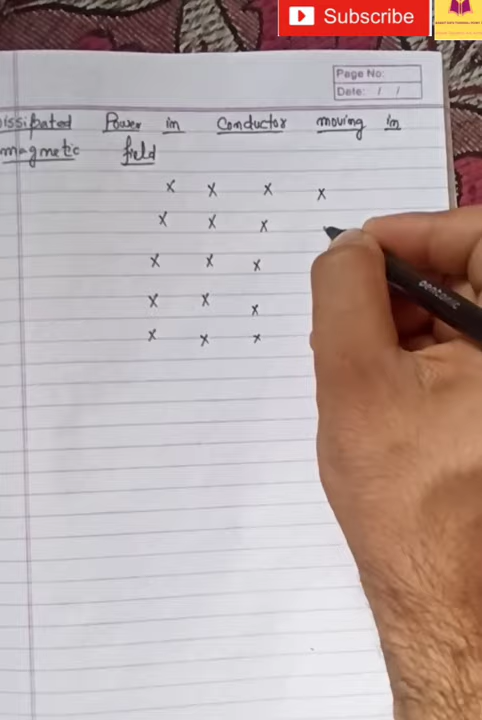 Subscribe
Page No:
Date: / /
issipated Power in Conductor moving in
magnetic field
x x x x
x x x
x x x
x x x
x x x